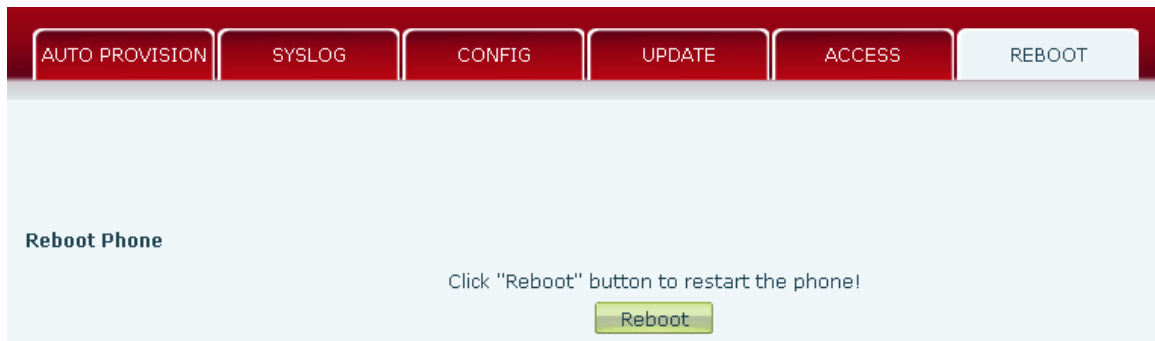 AUTO PROVISION SYSLOG CONFIG UPDATE ACCESS REBOOT
Reboot Phone
Click "Reboot" button to restart the phone!
Reboot